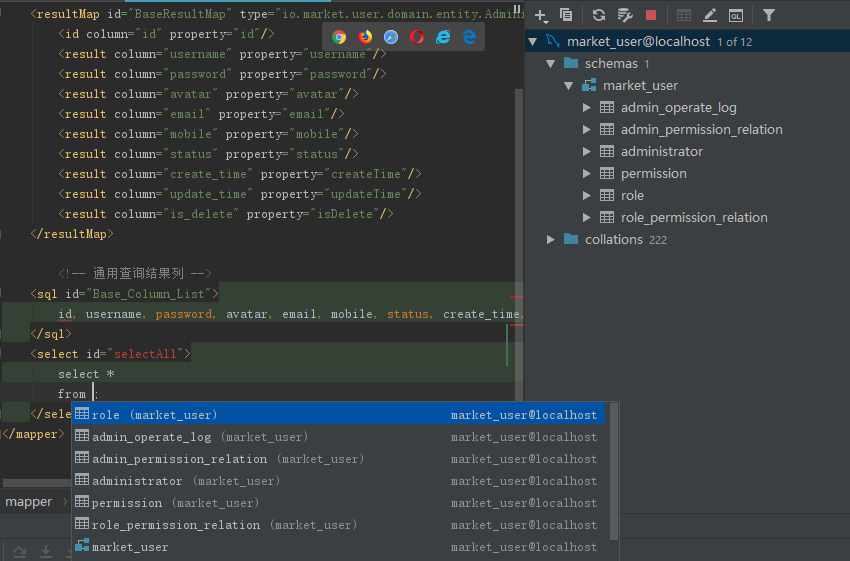 <resultMap id="BaseResultMap" type="io.market.user.domain.entity.Admin
<id column="id" property="id"/>
<result column="username" property="username"/>
<result column="password" property="password"/>
<result column="avatar" property="avatar"/>
<result column="email" property="email"/>
<result column="mobile" property="mobile"/>
<result column="status" property="status"/>
<result column="create_time" property="createTime"/>
<result column="update_time" property="updateTime"/>
<result column="is_delete" property="isDelete"/>
</resultMap>
<!-- 通用查询结果列 -->
<sql id="Base_Column_List">
id, username, password, avatar, email, mobile, status, create_time,
</sql>
<select id="selectAll">
select *
from ;
</sele
</mapper>
role (market_user) market_user@localhost
admin_operate_log (market_user) market_user@localhost
admin_permission_relation (market_user) market_user@localhost
administrator (market_user) market_user@localhost
permission (market_user) market_user@localhost
role_permission_relation (market_user) market_user@localhost
market_user market_user@localhost
mapper
QL
market_user@localhost 1 of 12
schemas 1
market_user
admin_operate_log
admin_permission_relation
administrator
permission
role
role_permission_relation
collations 222